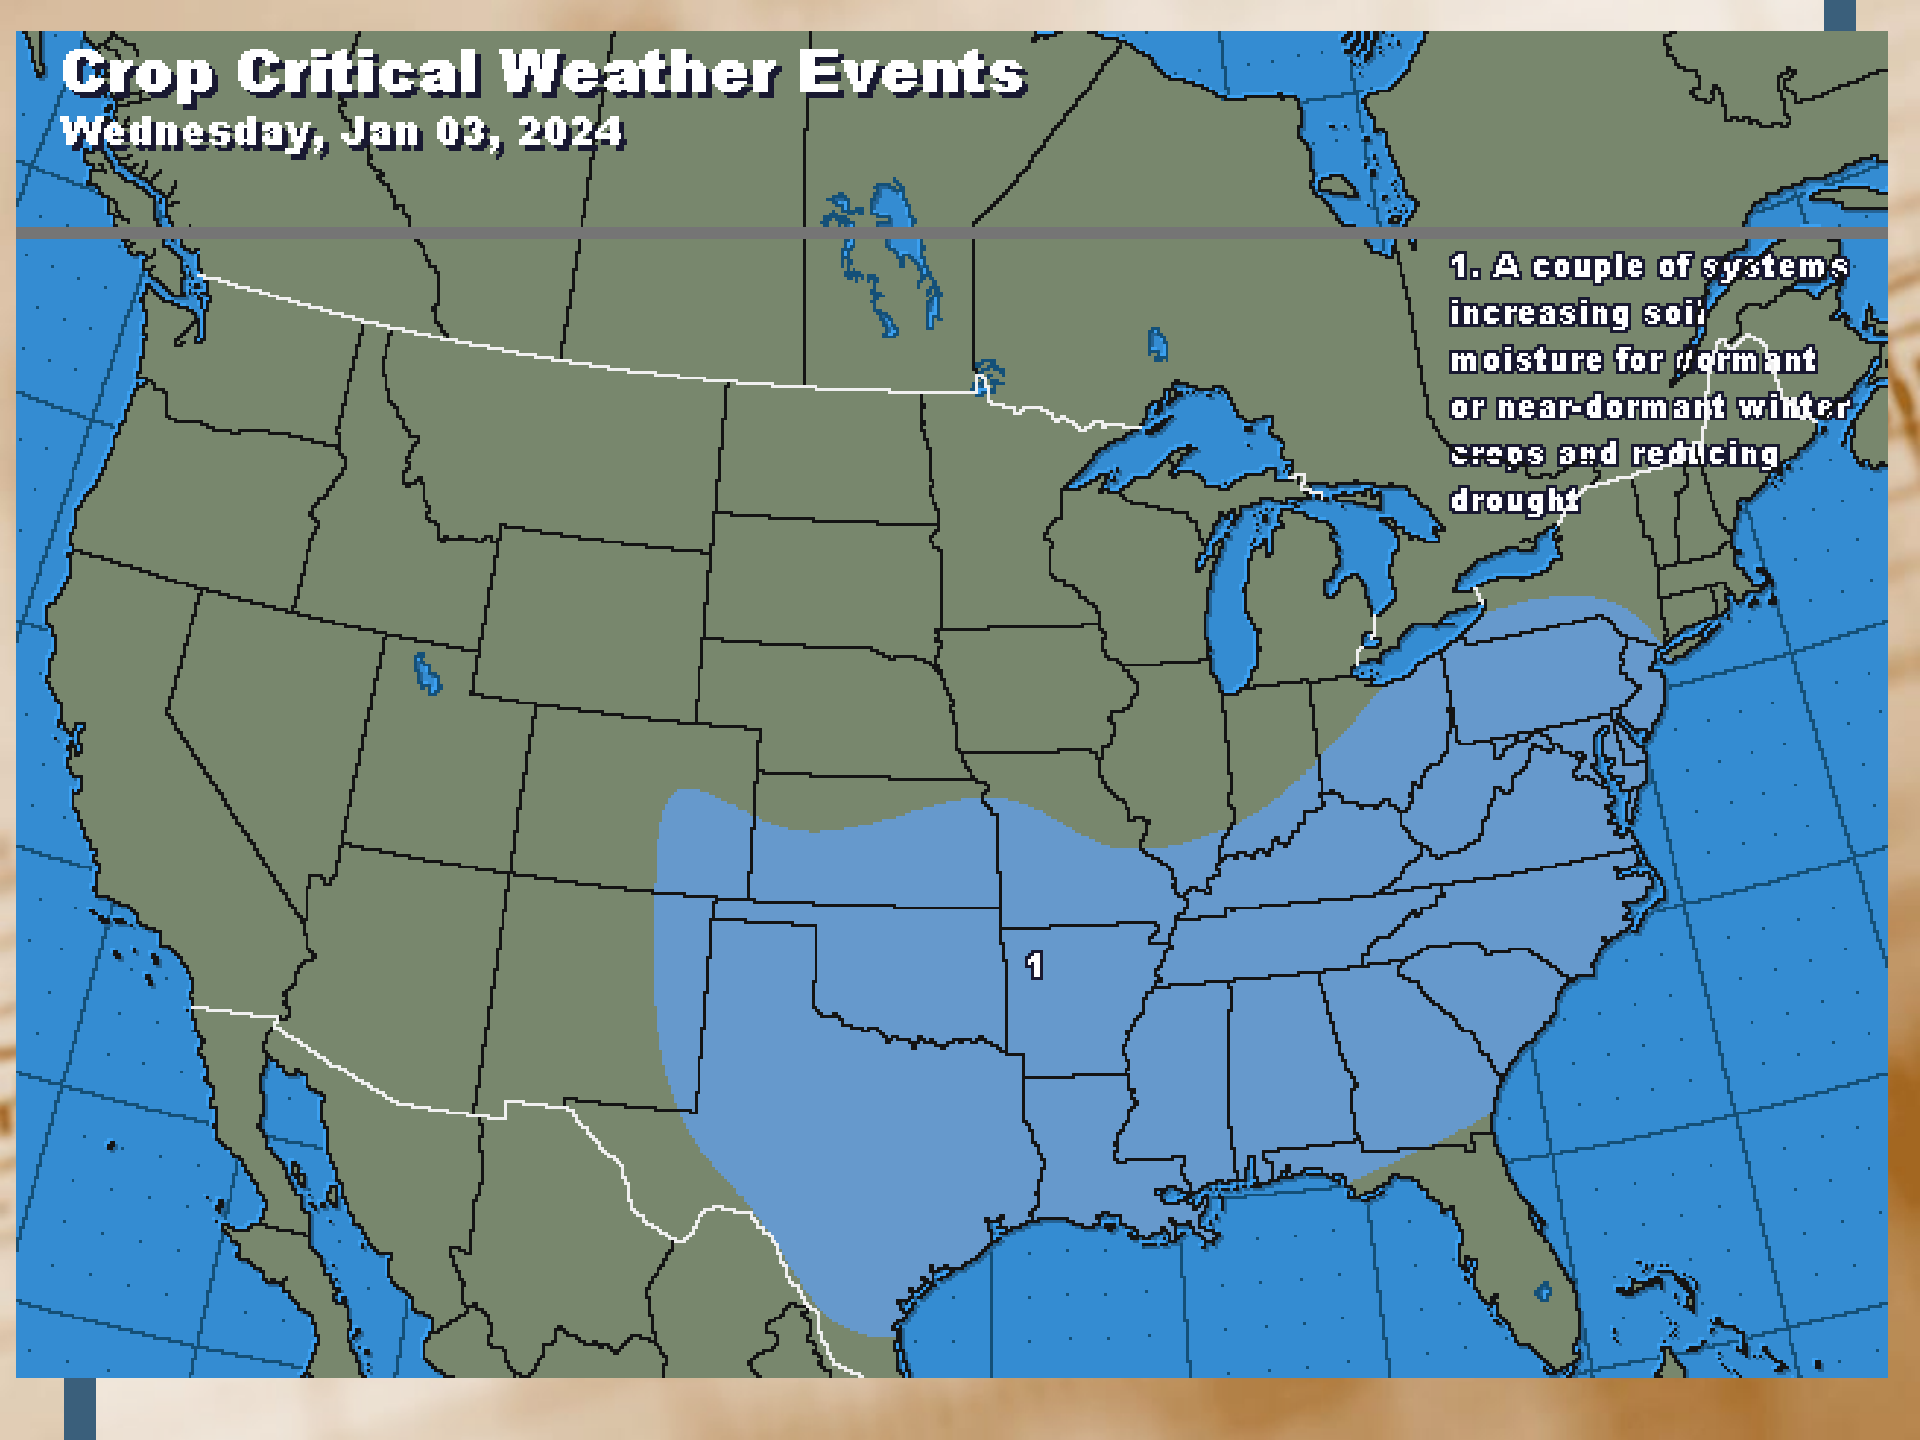 Crop Critical Weather Events
Wednesday, Jan 03, 2024
1. A couple of systems
increasing soil
moisture for dormant
or near-dormant winter
crops and reducing
drought
1